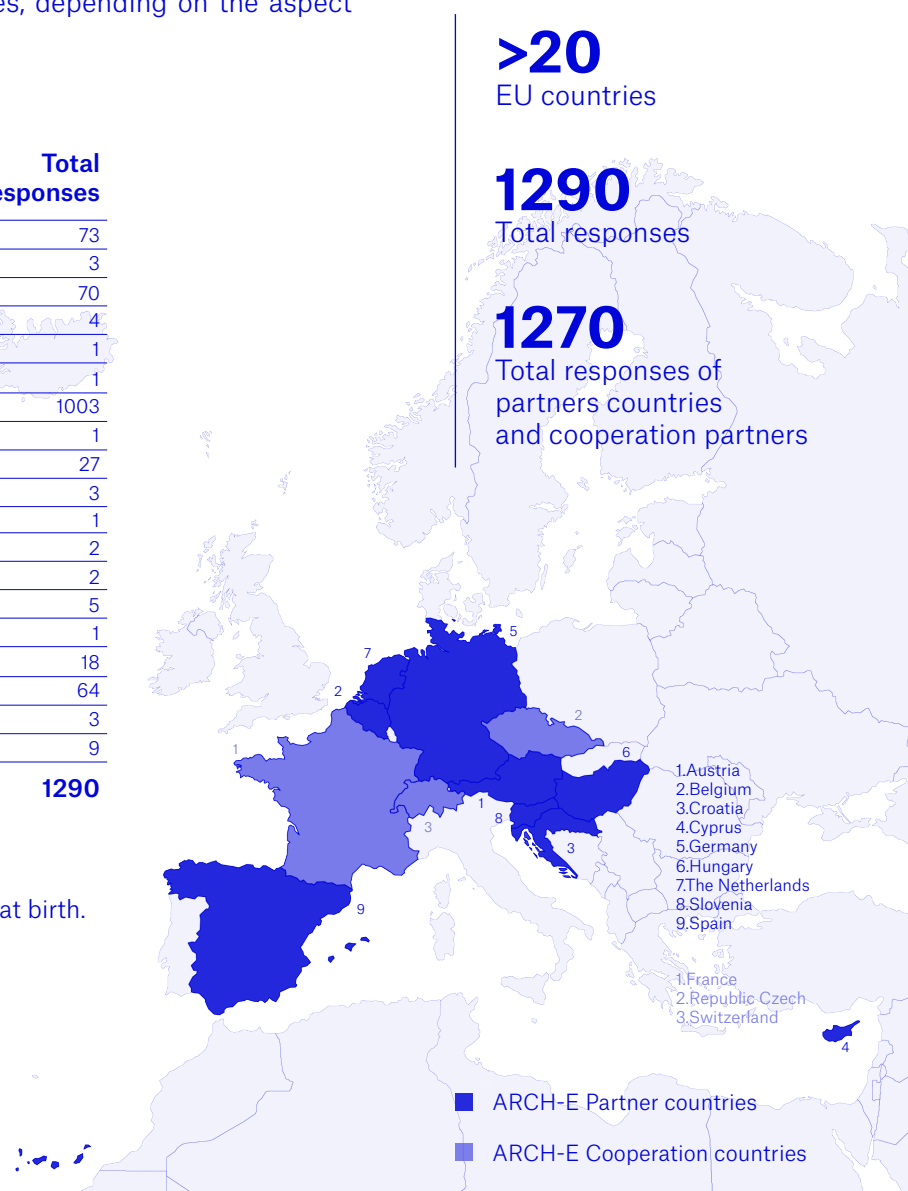 es, depending on the aspect
Total
esponses
73
3
70
4
1
1
1003
1
27
3
1
2
2
5
1
18
64
3
9
1290
at birth.
>20
EU countries
1290
Total responses
1270
Total responses of
partners countries
and cooperation partners
5
7
2
2
1
6
1
8
3
3
9
4
1.Austria
2.Belgium
3.Croatia
4.Cyprus
5.Germany
6.Hungary
7.The Netherlands
8.Slovenia
9.Spain
1.France
2.Republic Czech
3.Switzerland
ARCH-E Partner countries
ARCH-E Cooperation countries